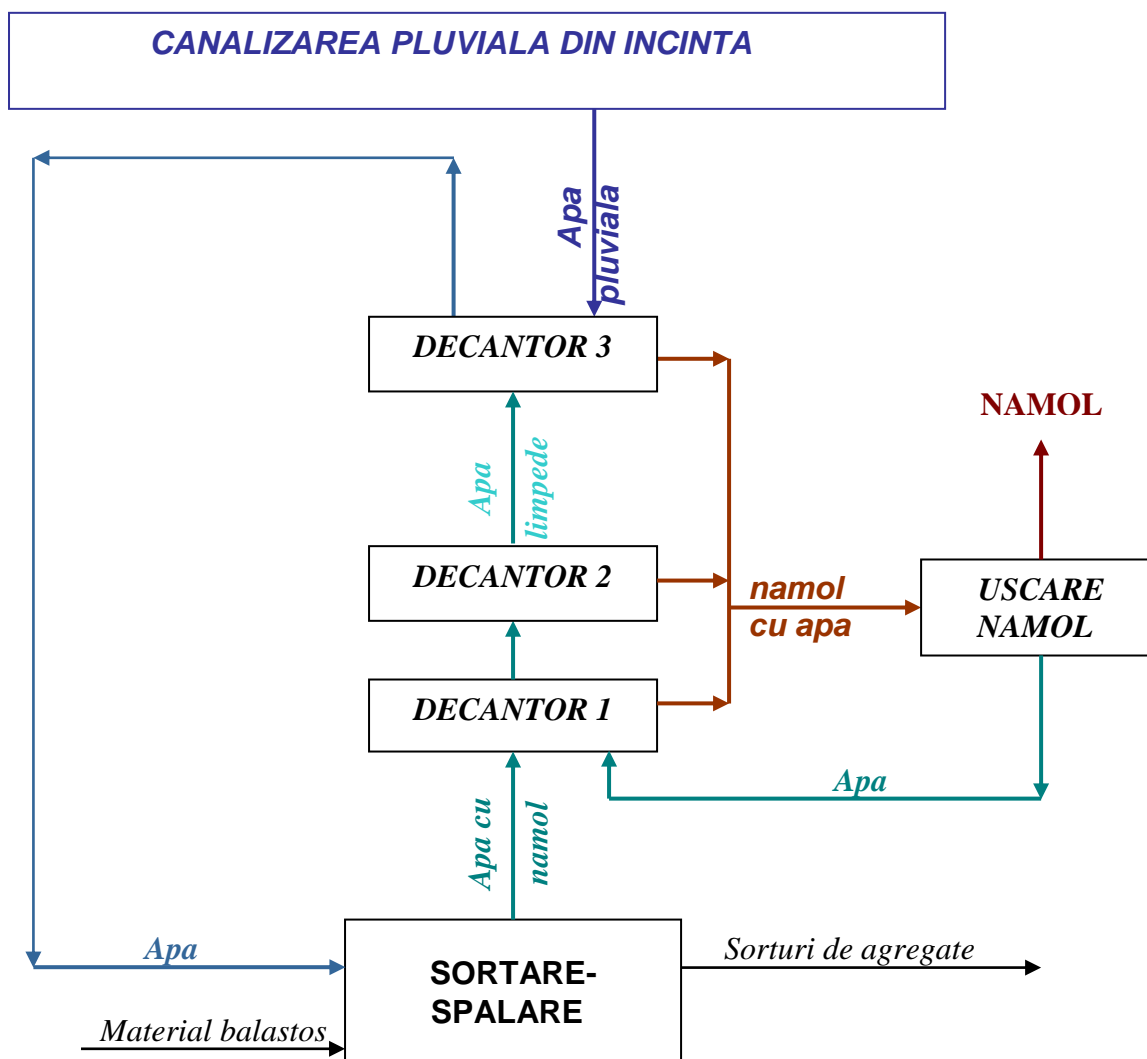 CANALIZAREA PLUVIALA DIN INCINTA
Apa
pluviala
DECANTOR 3
NAMOL
Apa
limpede
DECANTOR 2
namol
cu apa
USCARE
NAMOL
DECANTOR 1
Apa
Apa cu
namol
Apa
SORTARE-
SPALARE
Sorturi de agregate
Material balastos